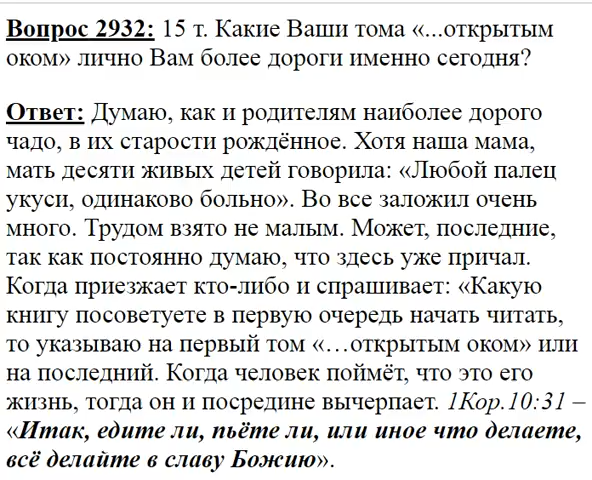 Вопрос 2932: 15 т. Какие Ваши тома «...открытым
оком» лично Вам более дороги именно сегодня?
Ответ: Думаю, как и родителям наиболее дорого
чадо, в их старости рождённое. Хотя наша мама,
мать десяти живых детей говорила: «Любой палец
укуси, одинаково больно». Во все заложил очень
много. Трудом взято не малым. Может, последние,
так как постоянно думаю, что здесь уже причал.
Когда приезжает кто-либо и спрашивает: «Какую
книгу посоветуете в первую очередь начать читать,
то указываю на первый том «…открытым оком» или
на последний. Когда человек поймёт, что это его
жизнь, тогда он и посредине вычерпает. 1Кор.10:31 –
«Итак, едите ли, пьёте ли, или иное что делаете,
всё делайте в славу Божию».